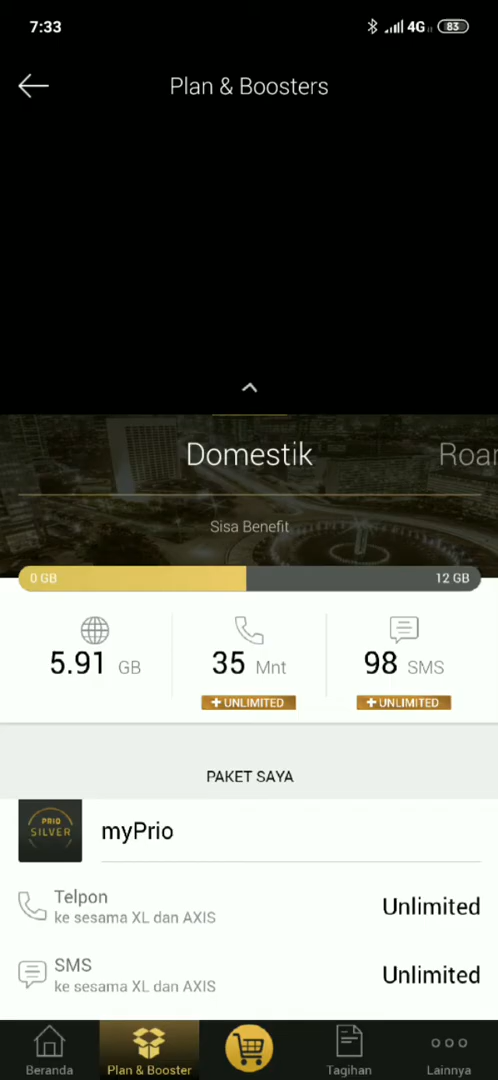 7:33
4G
83
Plan & Boosters
Domestik
Roar
Sisa Benefit
0 GB
12 GB
5.91 GB
35 Mnt
98 SMS
+ UNLIMITED
+ UNLIMITED
PAKET SAYA
PRIO
SILVER
myPrio
Telpon
ke sesama XL dan AXIS
Unlimited
SMS
ke sesama XL dan AXIS
Unlimited
Beranda
Plan & Booster
Tagihan
Lainnya